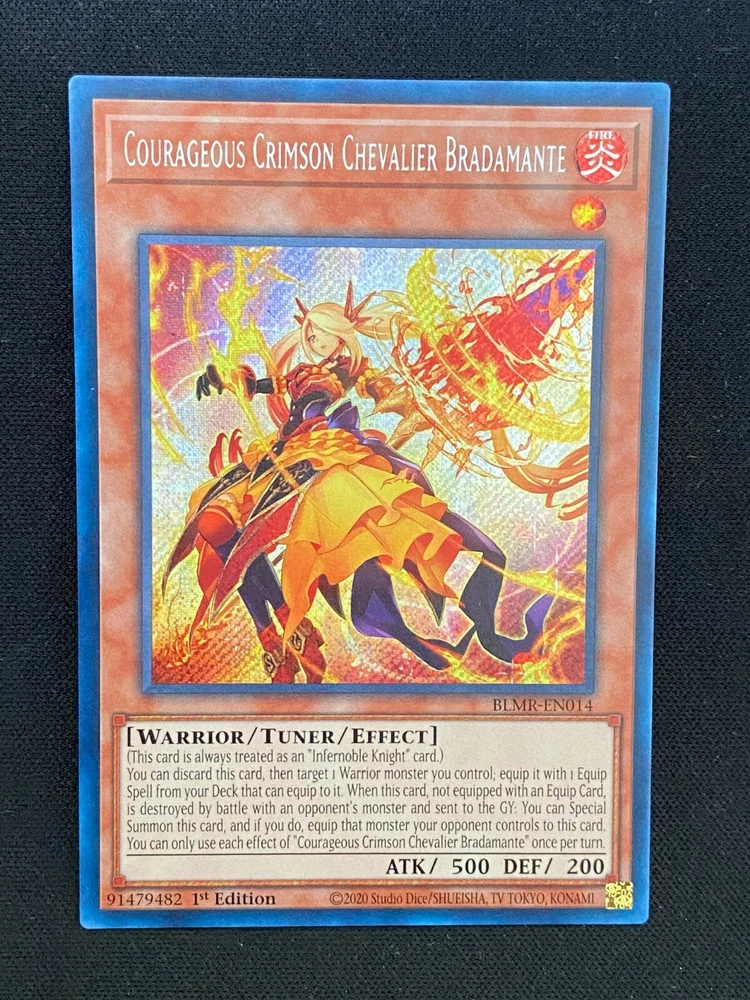 COURAGEOUS CRIMSON CHEVALIER BRADAMANTE
FIRE
炎
BLMR-EN014
[WARRIOR/TUNER/EFFECT]
(This card is always treated as an "Infernoble Knight" card.)
You can discard this card, then target 1 Warrior monster you control; equip it with 1 Equip
Spell from your Deck that can equip to it. When this card, not equipped with an Equip Card,
is destroyed by battle with an opponent's monster and sent to the GY: You can Special
Summon this card, and if you do, equip that monster your opponent controls to this card.
You can only use each effect of "Courageous Crimson Chevalier Bradamante" once per turn.
ATK/ 500 DEF/ 200
91479482 1st Edition ©2020 Studio Dice/SHUEISHA, TV TOKYO, KONAMI